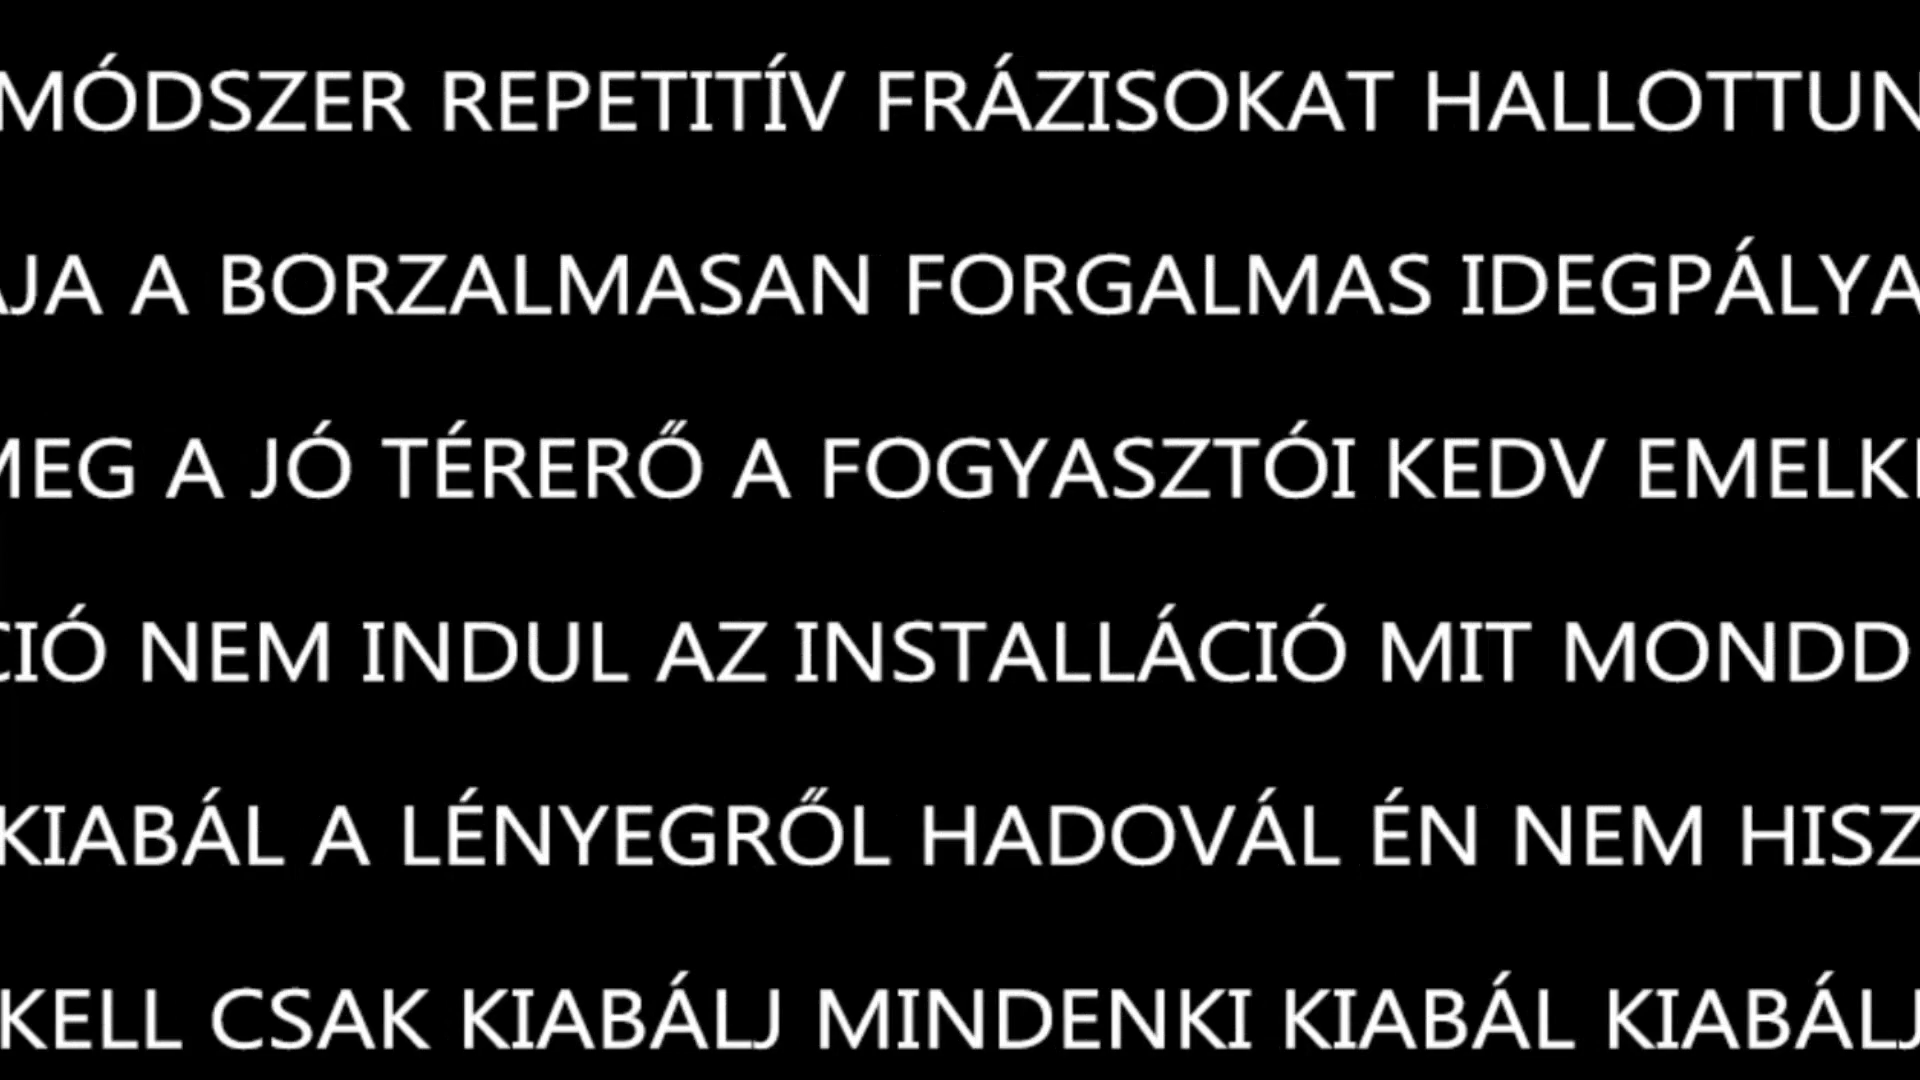 MÓDSZER REPETITÍV FRÁZISOKAT HALLOTTUN
JA A BORZALMASAN FORGALMAS IDEGPÁLYA
MEG A JÓ TÉRERŐ A FOGYASZTÓI KEDV EMELK
CIÓ NEM INDUL AZ INSTALLÁCIÓ MIT MONDD
KIABÁL A LÉNYEGRŐL HADOVÁL ÉN NEM HISZ
KELL CSAK KIABÁLJ MINDENKI KIABÁL KIABÁLJ